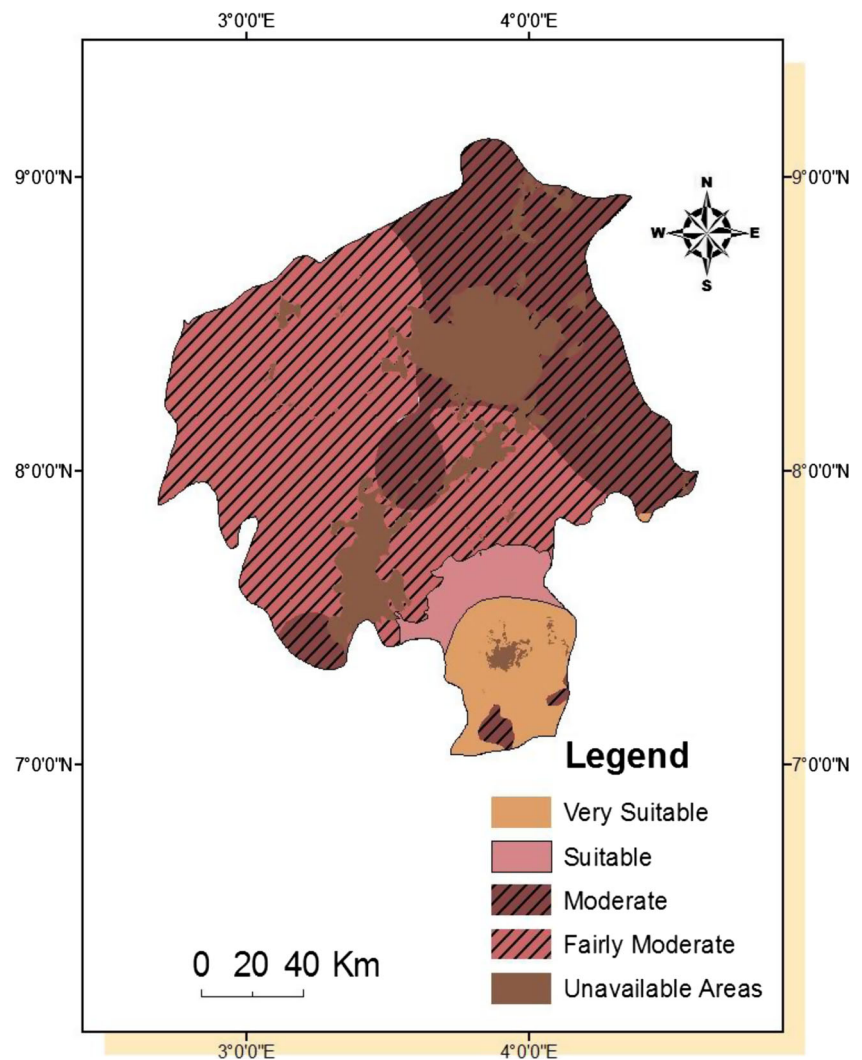 3°0'0"E 4°0'0"E
9°0'0"N 9°0'0"N
N
W E
S
8°0'0"N 8°0'0"N
7°0'0"N 7°0'0"N
Legend
Very Suitable
Suitable
Moderate
Fairly Moderate
Unavailable Areas
0 20 40 Km
3°0'0"E 4°0'0"E